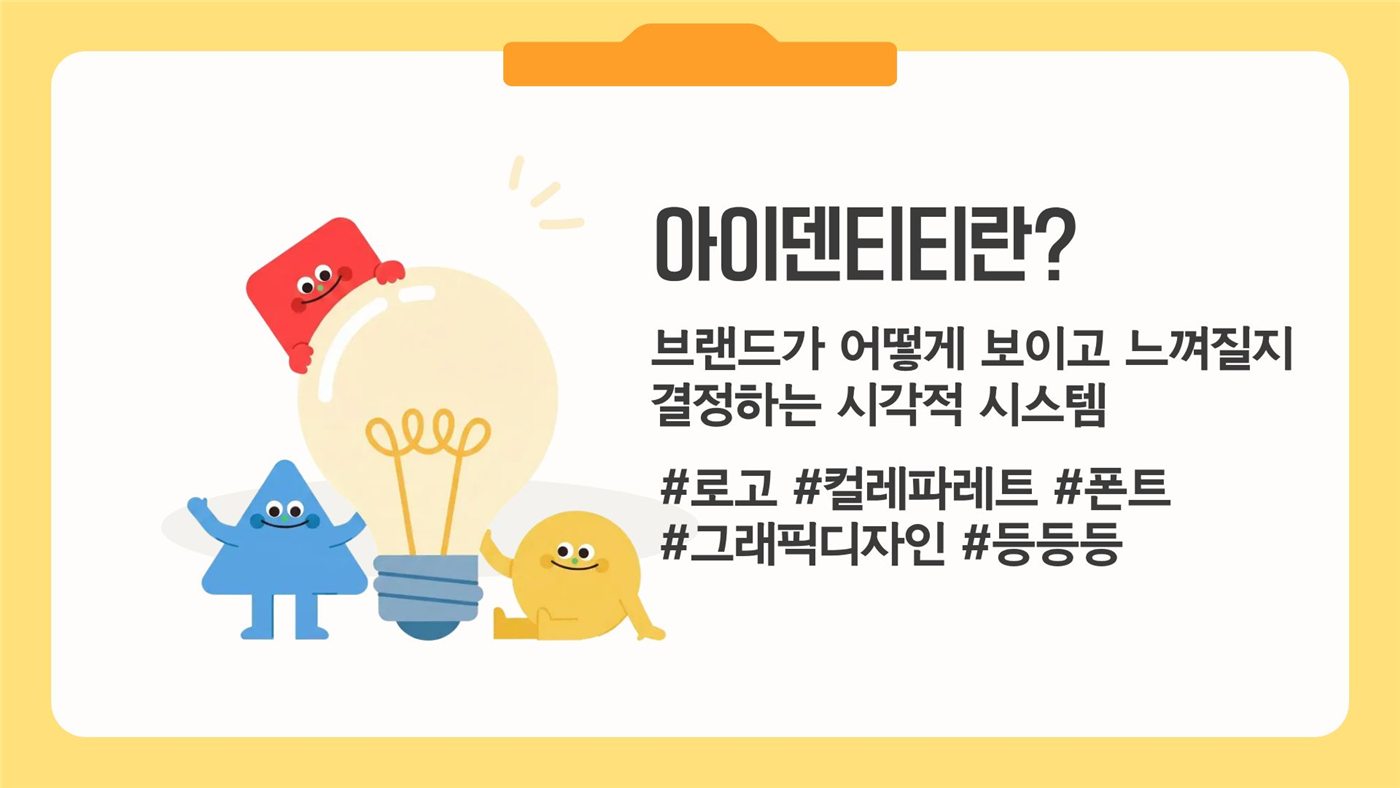 아이덴티티란?
브랜드가 어떻게 보이고 느껴질지
결정하는 시각적 시스템
#로고 #컬레파레트 #폰트
#그래픽디자인 #등등등